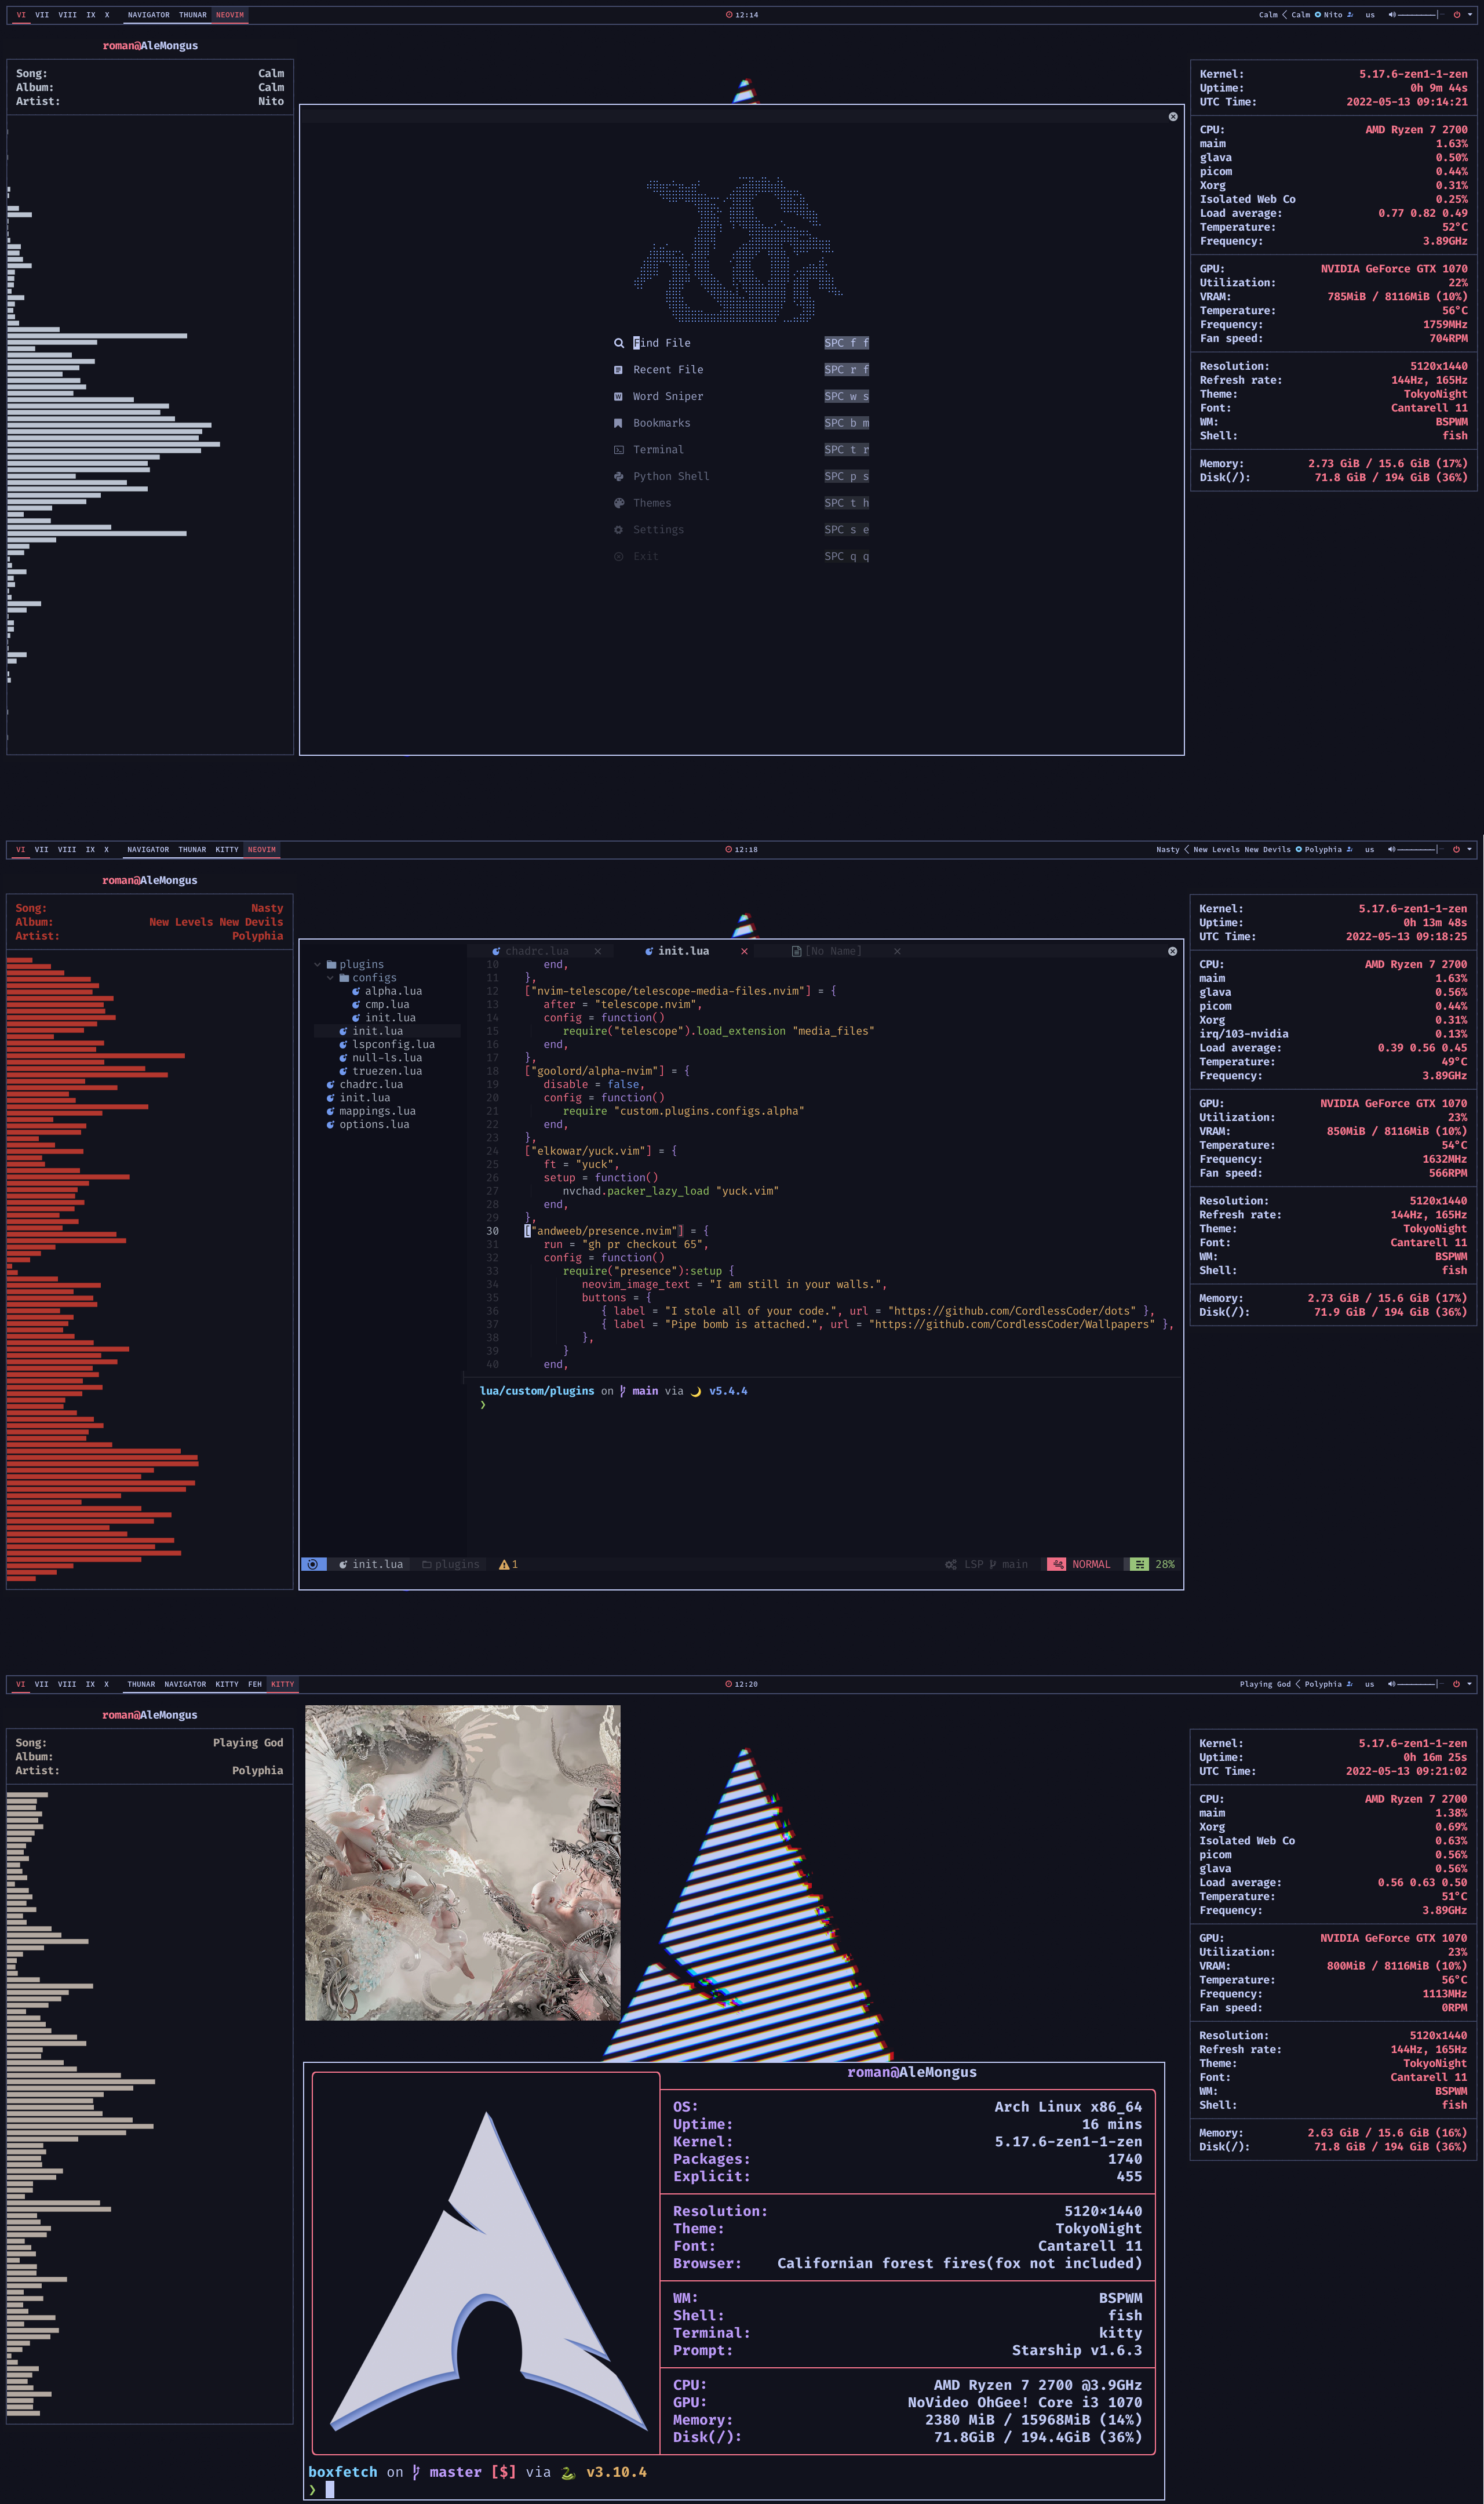 VI VII VIII IX X NAVIGATOR THUNAR NEOVIM 12:14 Calm Calm Nito us
roman@AleMongus
Song: Calm
Album: Calm
Artist: Nito
Find File SPC f f
Recent File SPC r f
Word Sniper SPC w s
Bookmarks SPC b m
Terminal SPC t r
Python Shell SPC p s
Themes SPC t h
Settings SPC s e
Exit SPC q q
Kernel: 5.17.6-zen1-1-zen
Uptime: 0h 9m 44s
UTC Time: 2022-05-13 09:14:21
CPU: AMD Ryzen 7 2700
maim 1.63%
glava 0.50%
picom 0.44%
Xorg 0.31%
Isolated Web Co 0.25%
Load average: 0.77 0.82 0.49
Temperature: 52°C
Frequency: 3.89GHz
GPU: NVIDIA GeForce GTX 1070
Utilization: 22%
VRAM: 785MiB / 8116MiB (10%)
Temperature: 56°C
Frequency: 1759MHz
Fan speed: 704RPM
Resolution: 5120x1440
Refresh rate: 144Hz, 165Hz
Theme: TokyoNight
Font: Cantarell 11
WM: BSPWM
Shell: fish
Memory: 2.73 GiB / 15.6 GiB (17%)
Disk(/): 71.8 GiB / 194 GiB (36%)
VI VII VIII IX X NAVIGATOR THUNAR KITTY NEOVIM 12:18 Nasty New Levels New Devils Polyphia us
roman@AleMongus
Song: Nasty
Album: New Levels New Devils
Artist: Polyphia
plugins
configs
alpha.lua
cmp.lua
init.lua
init.lua
lspconfig.lua
null-ls.lua
truezen.lua
chadrc.lua
init.lua
mappings.lua
options.lua
chadrc.lua init.lua [No Name]
10 end,
11 },
12 ["nvim-telescope/telescope-media-files.nvim"] = {
13 after = "telescope.nvim",
14 config = function()
15 require("telescope").load_extension "media_files"
16 end,
17 },
18 ["goolord/alpha-nvim"] = {
19 disable = false,
20 config = function()
21 require "custom.plugins.configs.alpha"
22 end,
23 },
24 ["elkowar/yuck.vim"] = {
25 ft = "yuck",
26 setup = function()
27 nvchad.packer_lazy_load "yuck.vim"
28 end,
29 },
30 ["andweeb/presence.nvim"] = {
31 run = "gh pr checkout 65",
32 config = function()
33 require("presence"):setup {
34 neovim_image_text = "I am still in your walls.",
35 buttons = {
36 { label = "I stole all of your code.", url = "https://github.com/CordlessCoder/dots" },
37 { label = "Pipe bomb is attached.", url = "https://github.com/CordlessCoder/Wallpapers" },
38 },
39 }
40 end,
lua/custom/plugins on main via v5.4.4
❯
init.lua plugins 1 LSP main NORMAL 28%
Kernel: 5.17.6-zen1-1-zen
Uptime: 0h 13m 48s
UTC Time: 2022-05-13 09:18:25
CPU: AMD Ryzen 7 2700
maim 1.63%
glava 0.56%
picom 0.44%
Xorg 0.31%
irq/103-nvidia 0.13%
Load average: 0.39 0.56 0.45
Temperature: 49°C
Frequency: 3.89GHz
GPU: NVIDIA GeForce GTX 1070
Utilization: 23%
VRAM: 850MiB / 8116MiB (10%)
Temperature: 54°C
Frequency: 1632MHz
Fan speed: 566RPM
Resolution: 5120x1440
Refresh rate: 144Hz, 165Hz
Theme: TokyoNight
Font: Cantarell 11
WM: BSPWM
Shell: fish
Memory: 2.73 GiB / 15.6 GiB (17%)
Disk(/): 71.9 GiB / 194 GiB (36%)
VI VII VIII IX X THUNAR NAVIGATOR KITTY FEH KITTY 12:20 Playing God Polyphia us
roman@AleMongus
Song: Playing God
Album:
Artist: Polyphia
Kernel: 5.17.6-zen1-1-zen
Uptime: 0h 16m 25s
UTC Time: 2022-05-13 09:21:02
CPU: AMD Ryzen 7 2700
maim 1.38%
Xorg 0.69%
Isolated Web Co 0.63%
picom 0.56%
glava 0.56%
Load average: 0.56 0.63 0.50
Temperature: 51°C
Frequency: 3.89GHz
GPU: NVIDIA GeForce GTX 1070
Utilization: 23%
VRAM: 800MiB / 8116MiB (10%)
Temperature: 56°C
Frequency: 1113MHz
Fan speed: 0RPM
Resolution: 5120x1440
Refresh rate: 144Hz, 165Hz
Theme: TokyoNight
Font: Cantarell 11
WM: BSPWM
Shell: fish
Memory: 2.63 GiB / 15.6 GiB (16%)
Disk(/): 71.8 GiB / 194 GiB (36%)
roman@AleMongus
OS: Arch Linux x86_64
Uptime: 16 mins
Kernel: 5.17.6-zen1-1-zen
Packages: 1740
Explicit: 455
Resolution: 5120×1440
Theme: TokyoNight
Font: Cantarell 11
Browser: Californian forest fires(fox not included)
WM: BSPWM
Shell: fish
Terminal: kitty
Prompt: Starship v1.6.3
CPU: AMD Ryzen 7 2700 @3.9GHz
GPU: NoVideo OhGee! Core i3 1070
Memory: 2380 MiB / 15968MiB (14%)
Disk(/): 71.8GiB / 194.4GiB (36%)
boxfetch on master [$] via v3.10.4
❯